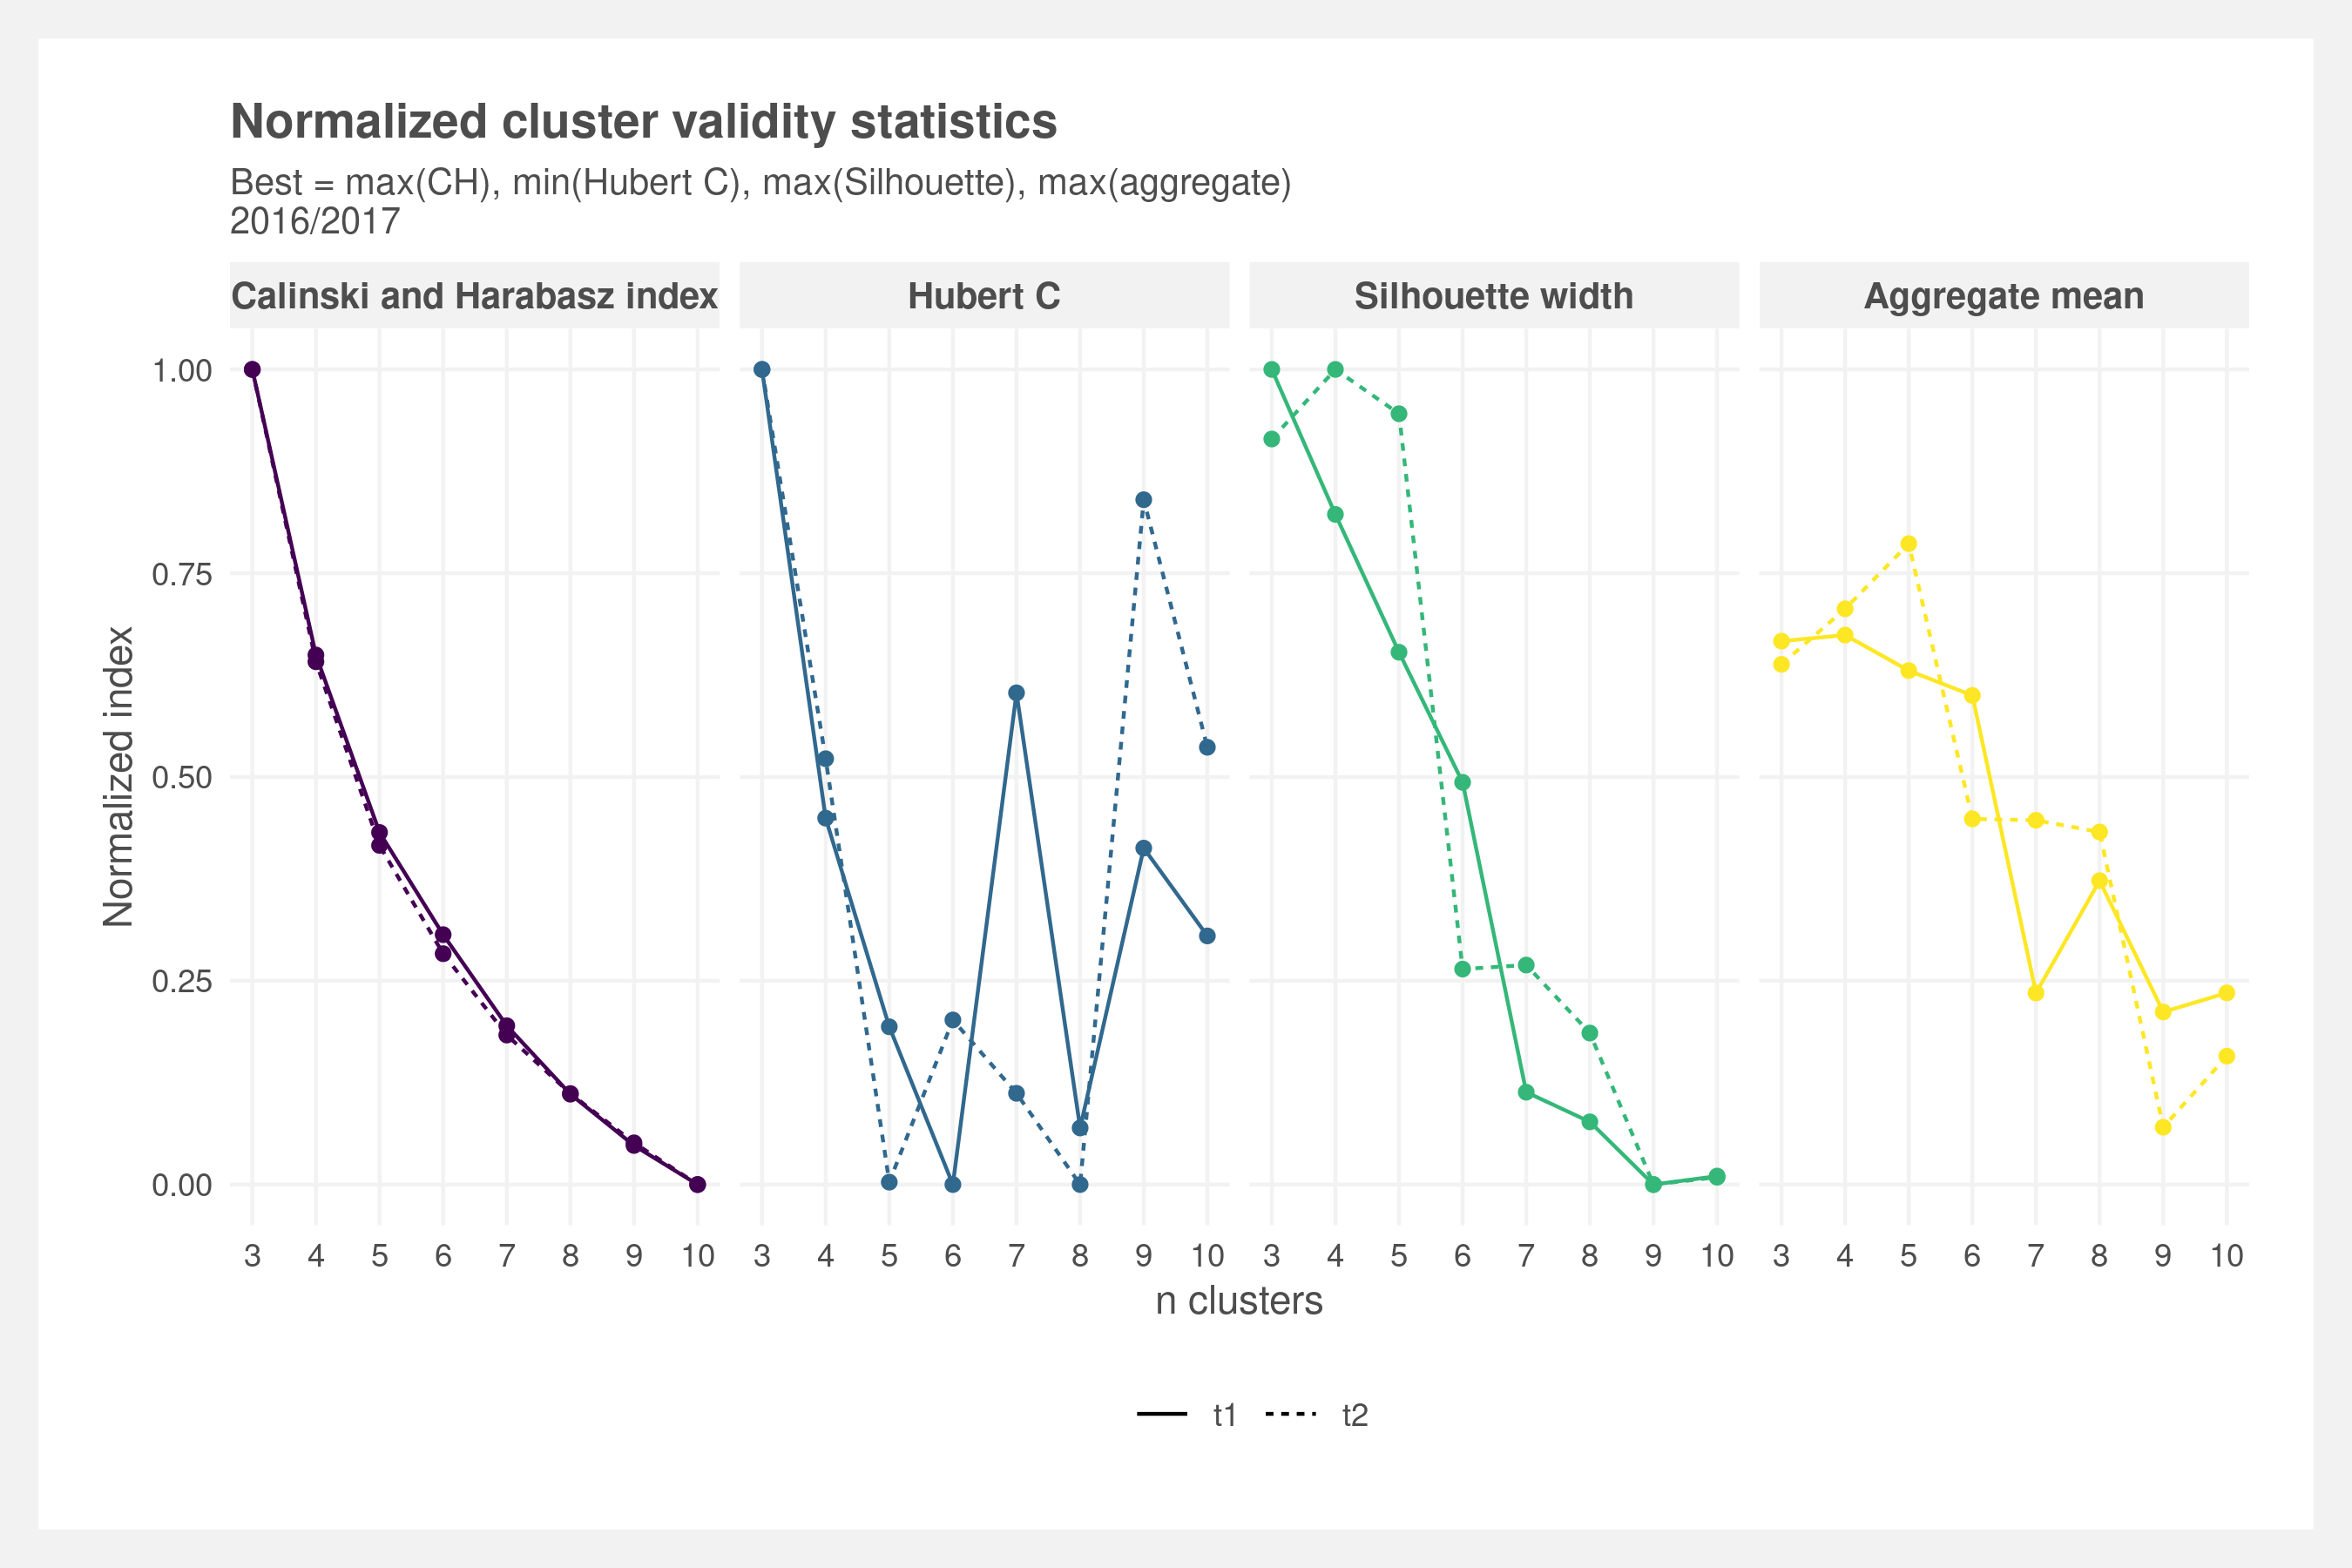 Normalized cluster validity statistics
Best = max(CH), min(Hubert C), max(Silhouette), max(aggregate)
2016/2017
Calinski and Harabasz index
Hubert C
Silhouette width
Aggregate mean
Normalized index
1.00
0.75
0.50
0.25
0.00
3 4 5 6 7 8 9 10
3 4 5 6 7 8 9 10
3 4 5 6 7 8 9 10
3 4 5 6 7 8 9 10
n clusters
t1 t2